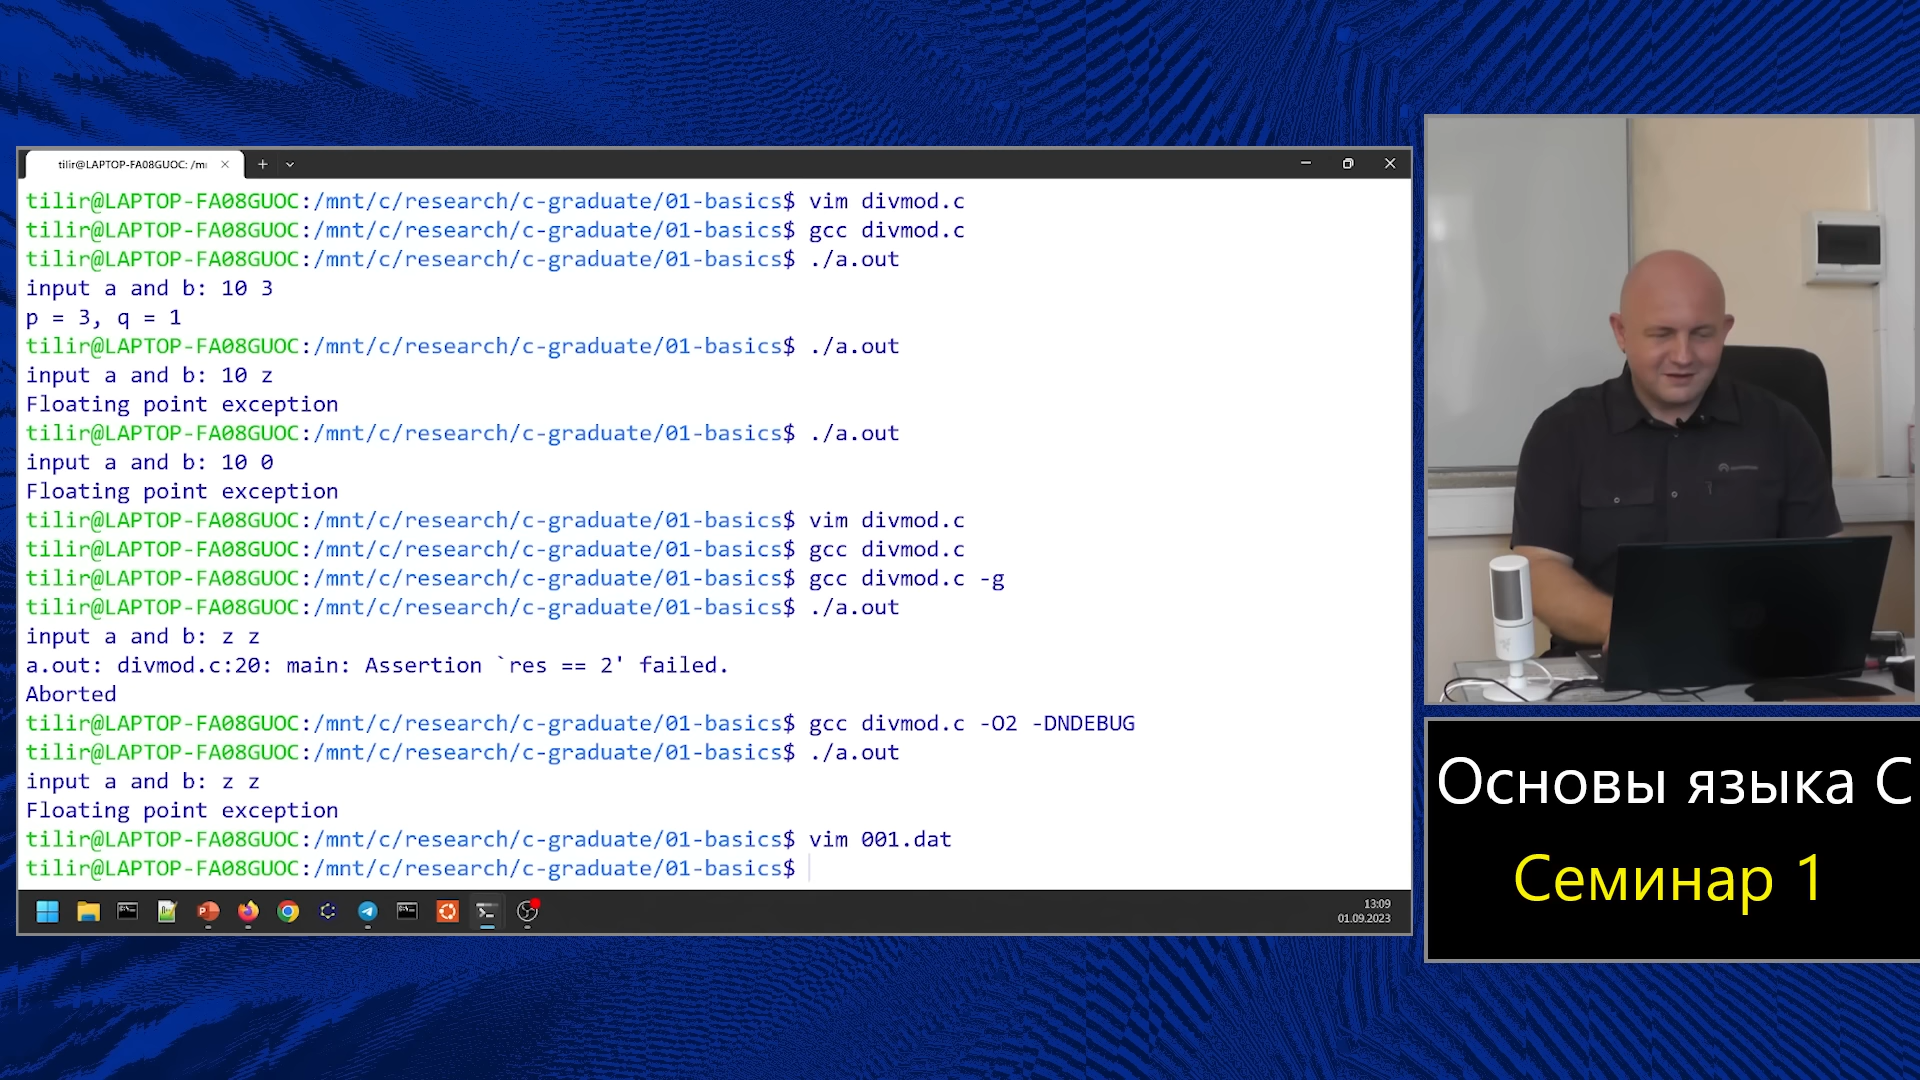 tilir@LAPTOP-FA08GUOC: /m
tilir@LAPTOP-FA08GUOC:/mnt/c/research/c-graduate/01-basics$ vim divmod.c
tilir@LAPTOP-FA08GUOC:/mnt/c/research/c-graduate/01-basics$ gcc divmod.c
tilir@LAPTOP-FA08GUOC:/mnt/c/research/c-graduate/01-basics$ ./a.out
input a and b: 10 3
p = 3, q = 1
tilir@LAPTOP-FA08GUOC:/mnt/c/research/c-graduate/01-basics$ ./a.out
input a and b: 10 z
Floating point exception
tilir@LAPTOP-FA08GUOC:/mnt/c/research/c-graduate/01-basics$ ./a.out
input a and b: 10 0
Floating point exception
tilir@LAPTOP-FA08GUOC:/mnt/c/research/c-graduate/01-basics$ vim divmod.c
tilir@LAPTOP-FA08GUOC:/mnt/c/research/c-graduate/01-basics$ gcc divmod.c
tilir@LAPTOP-FA08GUOC:/mnt/c/research/c-graduate/01-basics$ gcc divmod.c -g
tilir@LAPTOP-FA08GUOC:/mnt/c/research/c-graduate/01-basics$ ./a.out
input a and b: z z
a.out: divmod.c:20: main: Assertion `res == 2' failed.
Aborted
tilir@LAPTOP-FA08GUOC:/mnt/c/research/c-graduate/01-basics$ gcc divmod.c -O2 -DNDEBUG
tilir@LAPTOP-FA08GUOC:/mnt/c/research/c-graduate/01-basics$ ./a.out
input a and b: z z
Floating point exception
tilir@LAPTOP-FA08GUOC:/mnt/c/research/c-graduate/01-basics$ vim 001.dat
tilir@LAPTOP-FA08GUOC:/mnt/c/research/c-graduate/01-basics$
13:09
01.09.2023
Основы языка С
Семинар 1